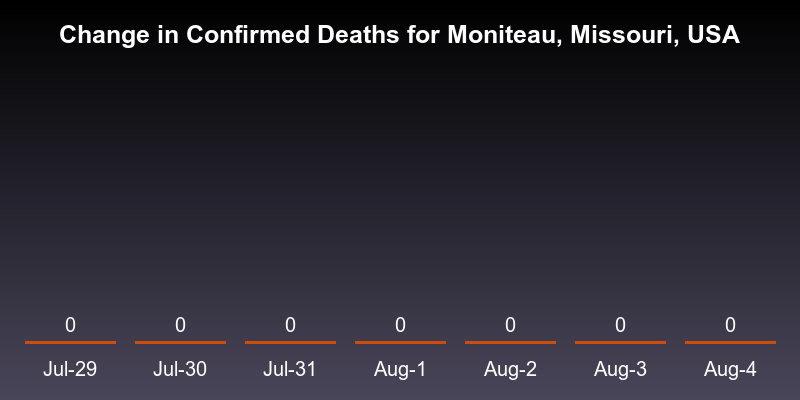 Change in Confirmed Deaths for Moniteau, Missouri, USA
0 0 0 0 0 0 0
Jul-29 Jul-30 Jul-31 Aug-1 Aug-2 Aug-3 Aug-4